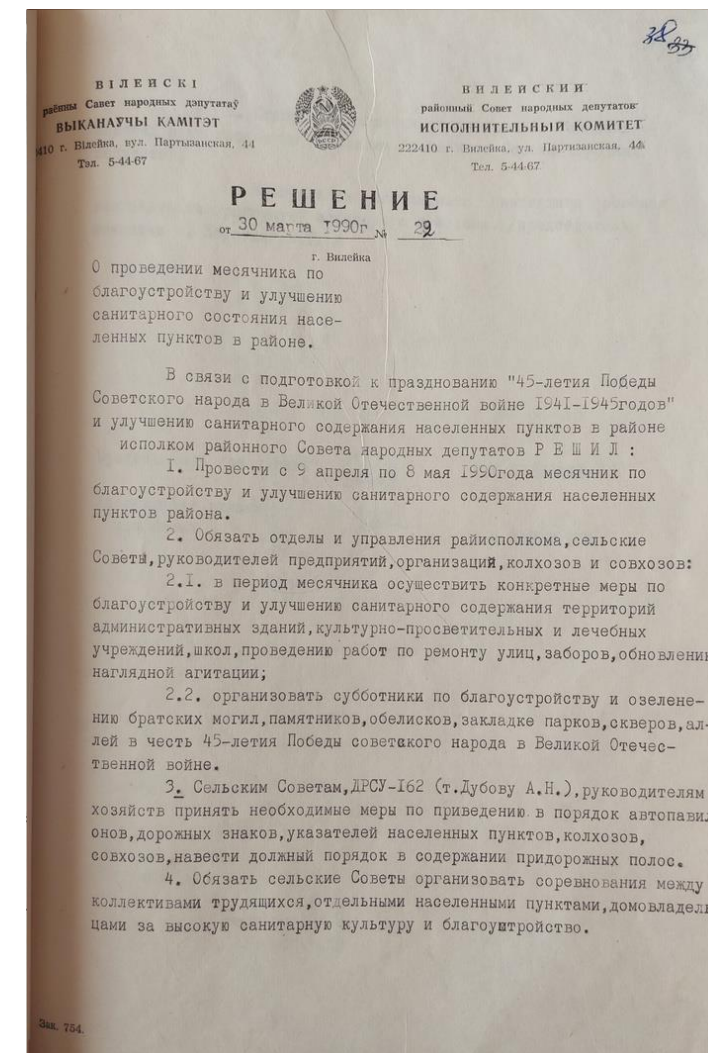 38 33
ВІЛЕЙСКІ
раённы Савет народных дэпутатаў
ВЫКАНАУЧЫ КАМІТЭТ
410 г. Вілейка, вул. Партызанская, 44
Тэл. 5-44-67
ВИЛЕЙСКИЙ
районный Совет народных депутатов
ИСПОЛНИТЕЛЬНЫЙ КОМИТЕТ
222410 г. Вилейка, ул. Партизанская, 44
Тел. 5-44-67
РЕШЕНИЕ
от 30 марта 1990г № 22
г. Вилейка
О проведении месячника по
благоустройству и улучшению
санитарного состояния насе-
ленных пунктов в районе.
В связи с подготовкой к празднованию "45-летия Победы
Советского народа в Великой Отечественной войне 1941-1945годов"
и улучшению санитарного содержания населенных пунктов в районе
исполком районного Совета народных депутатов Р Е Ш И Л :
1. Провести с 9 апреля по 8 мая 1990года месячник по
благоустройству и улучшению санитарного содержания населенных
пунктов района.
2. Обязать отделы и управления райисполкома,сельские
Советы,руководителей предприятий,организаций,колхозов и совхозов:
2.1. в период месячника осуществить конкретные меры по
благоустройству и улучшению санитарного содержания территорий
административных зданий,культурно-просветительных и лечебных
учреждений,школ,проведению работ по ремонту улиц,заборов,обновлению
наглядной агитации;
2.2. организовать субботники по благоустройству и озелене-
нию братских могил,памятников,обелисков,закладке парков,скверов,ал-
лей в честь 45-летия Победы советского народа в Великой Отечес-
твенной войне.
3. Сельским Советам,ДРСУ-162 (т.Дубову А.Н.),руководителям
хозяйств принять необходимые меры по приведению в порядок автопавиль
онов,дорожных знаков,указателей населенных пунктов,колхозов,
совхозов,навести должный порядок в содержании придорожных полос.
4. Обязать сельские Советы организовать соревнования между
коллективами трудящихся,отдельными населенными пунктами,домовладель
цами за высокую санитарную культуру и благоуштройство.
Зак. 754.